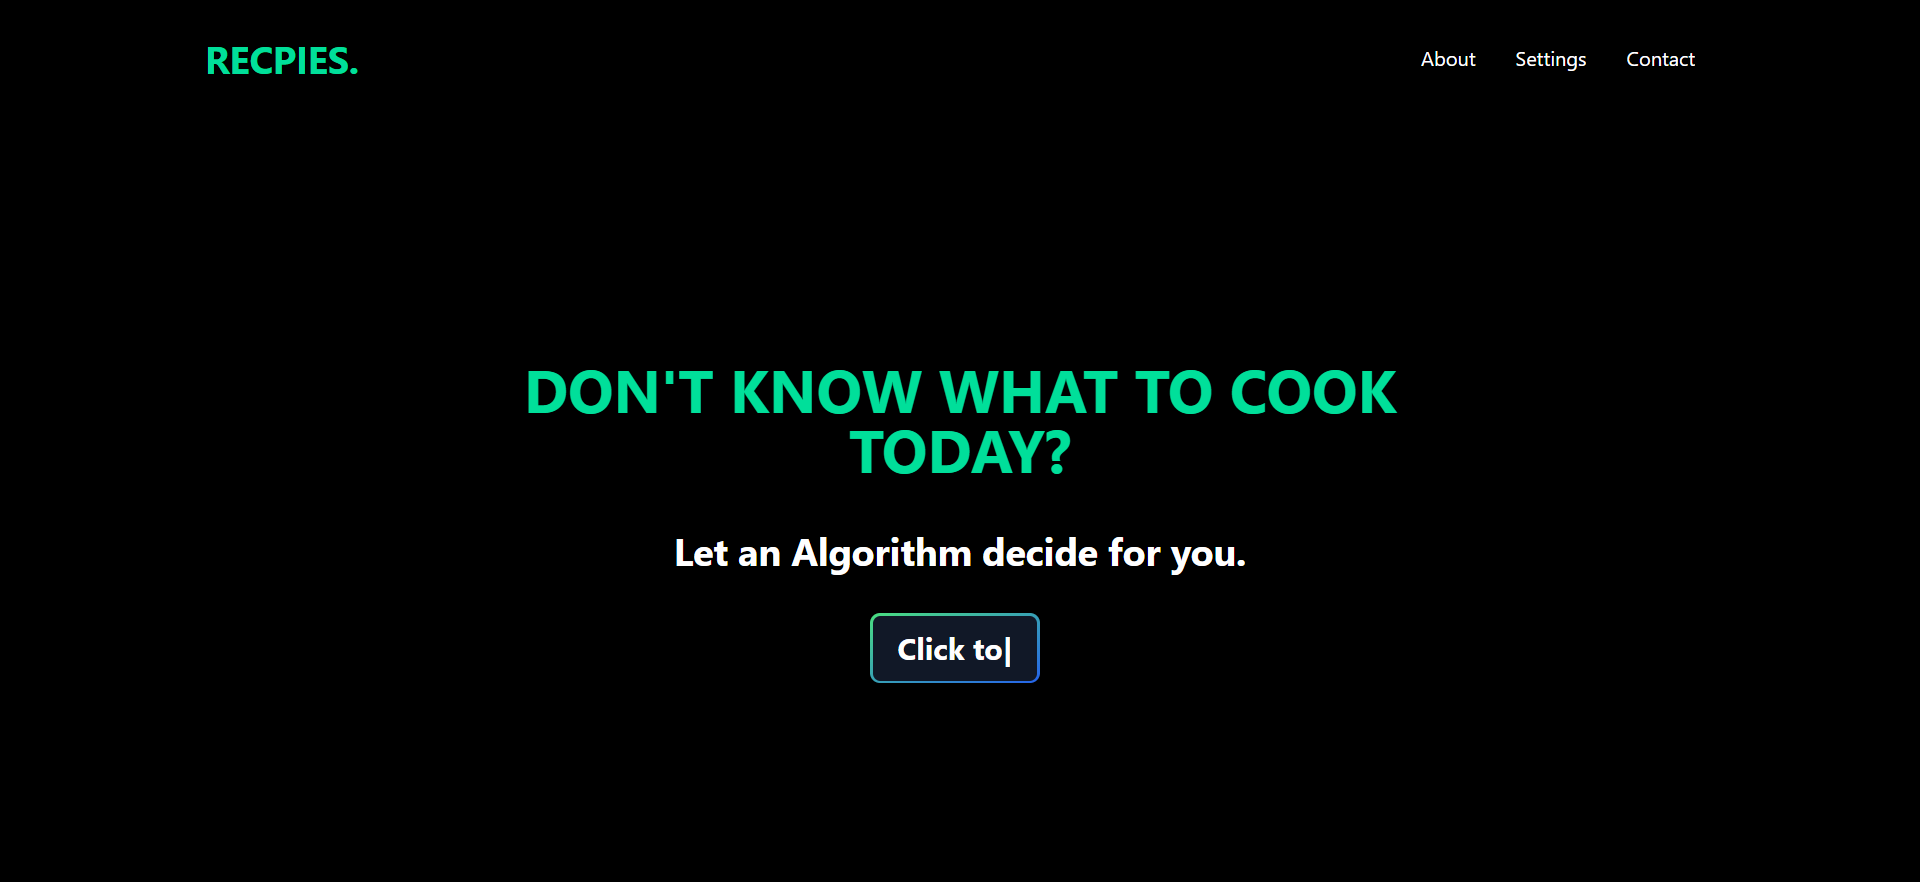 RECPIES.
About Settings Contact
DON'T KNOW WHAT TO COOK
TODAY?
Let an Algorithm decide for you.
Click to|